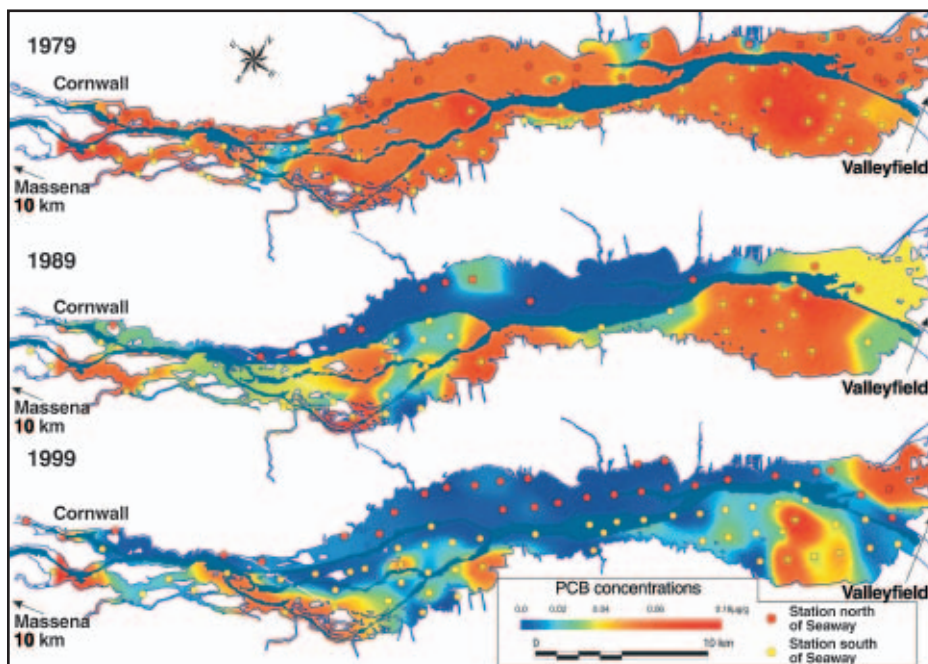 1979
Cornwall
Massena
10 km
Valleyfield
1989
Cornwall
Massena
10 km
Valleyfield
1999
Cornwall
Massena
10 km
Valleyfield
PCB concentrations
0.0 0.02 0.04
0 10 km
Station north
of Seaway
Station south
of Seaway